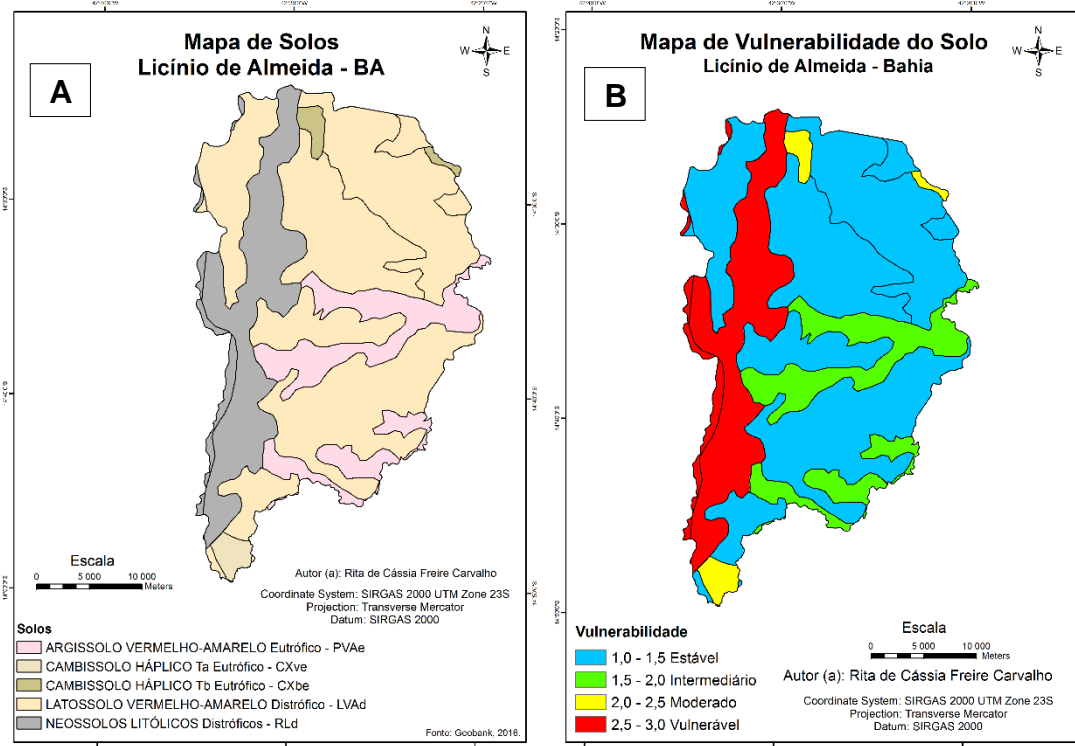 A
Mapa de Solos
Licínio de Almeida - BA
N
W
E
S
Escala
0 5 000 10 000
Meters
Autor (a): Rita de Cássia Freire Carvalho
Coordinate System: SIRGAS 2000 UTM Zone 23S
Projection: Transverse Mercator
Datum: SIRGAS 2000
Solos
ARGISSOLO VERMELHO-AMARELO Eutrófico - PVAe
CAMBISSOLO HÁPLICO Ta Eutrófico - CXve
CAMBISSOLO HÁPLICO Tb Eutrófico - CXbe
LATOSSOLO VERMELHO-AMARELO Distrófico - LVAd
NEOSSOLOS LITÓLICOS Distróficos - RLd
Fonte: Geobank, 2016.
B
Mapa de Vulnerabilidade do Solo
Licínio de Almeida - Bahia
N
W
E
S
Vulnerabilidade
1,0 - 1,5 Estável
1,5 - 2,0 Intermediário
2,0 - 2,5 Moderado
2,5 - 3,0 Vulnerável
Escala
0 5 000 10 000
Meters
Autor (a): Rita de Cássia Freire Carvalho
Coordinate System: SIRGAS 2000 UTM Zone 23S
Projection: Transverse Mercator
Datum: SIRGAS 2000